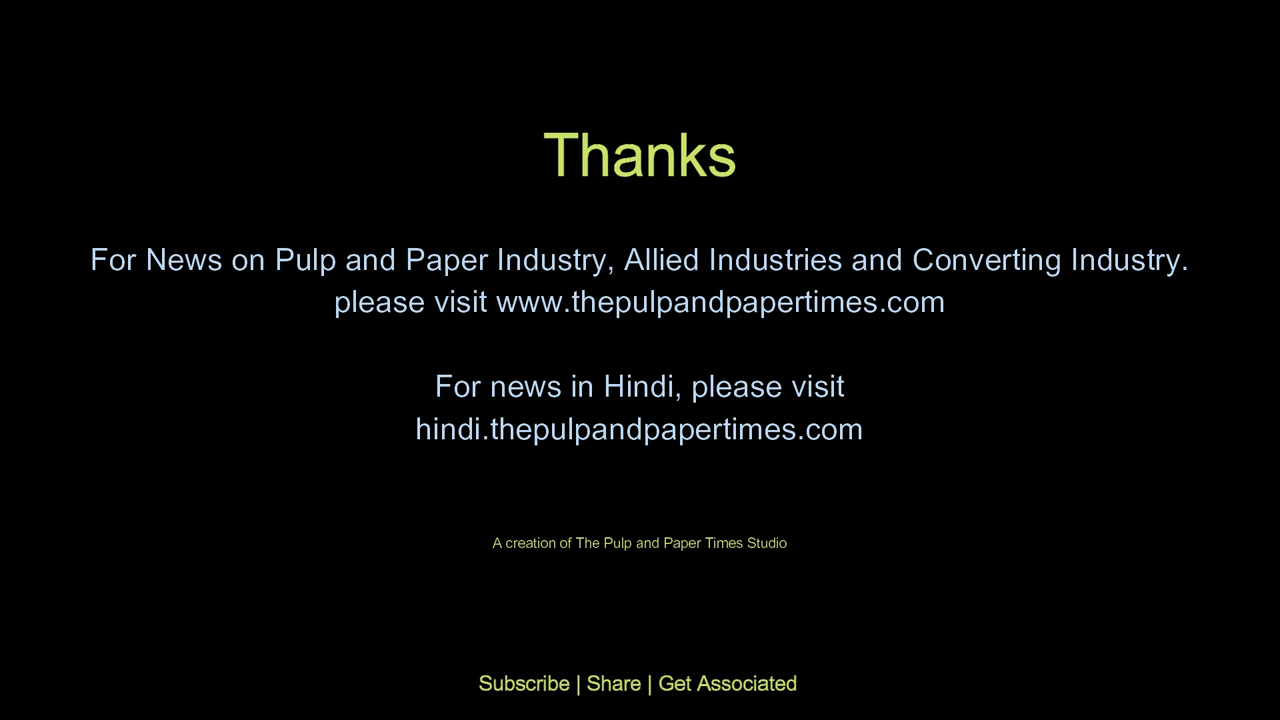 Thanks
For News on Pulp and Paper Industry, Allied Industries and Converting Industry.
please visit www.thepulpandpapertimes.com
For news in Hindi, please visit
hindi.thepulpandpapertimes.com
A creation of The Pulp and Paper Times Studio
Subscribe | Share | Get Associated